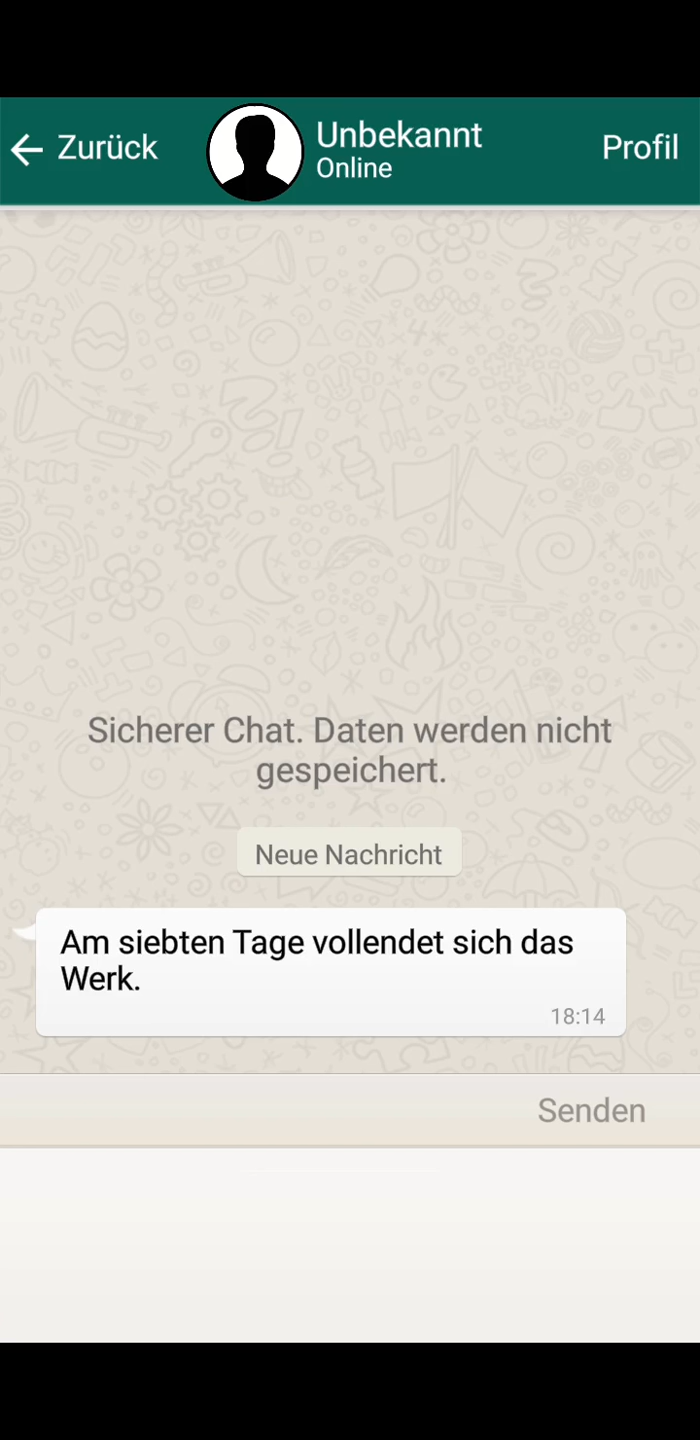 Zurück
Unbekannt
Online
Profil
Sicherer Chat. Daten werden nicht
gespeichert.
Neue Nachricht
Am siebten Tage vollendet sich das
Werk.
18:14
Senden